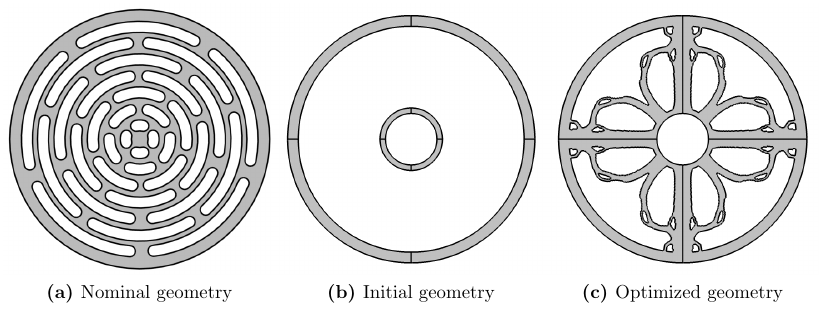 (a) Nominal geometry
(b) Initial geometry
(c) Optimized geometry